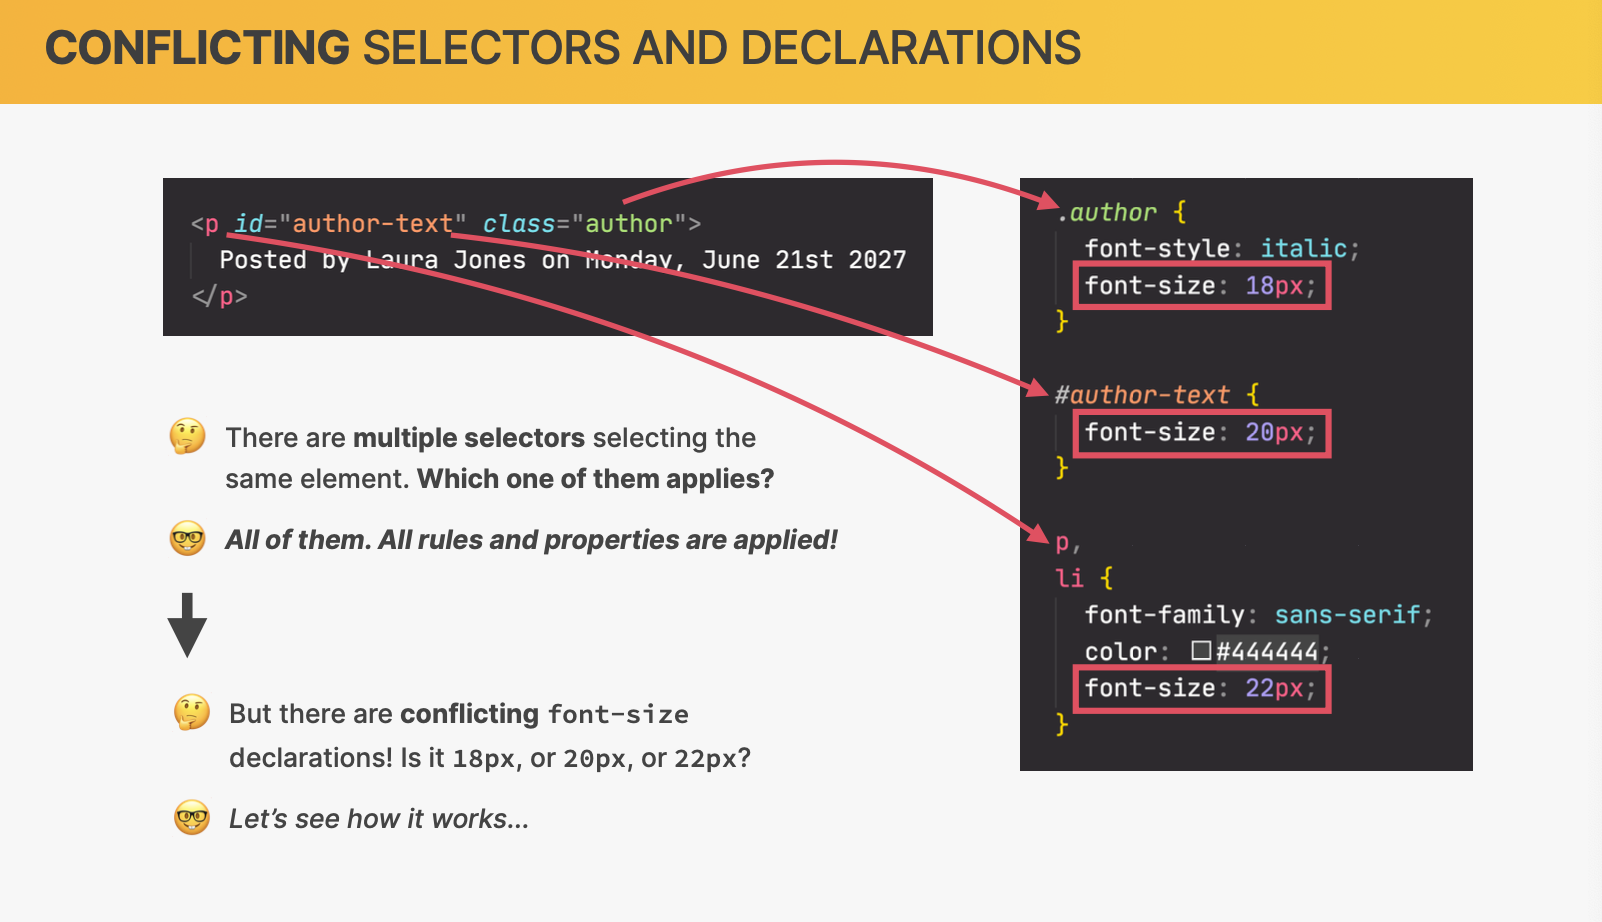 CONFLICTING SELECTORS AND DECLARATIONS
<p id="author-text" class="author">
Posted by Laura Jones on Monday, June 21st 2027
</p>
There are multiple selectors selecting the
same element. Which one of them applies?
All of them. All rules and properties are applied!
But there are conflicting font-size
declarations! Is it 18px, or 20px, or 22px?
Let’s see how it works…
.author {
font-style: italic;
font-size: 18px;
}
#author-text {
font-size: 20px;
}
p,
li {
font-family: sans-serif;
color: #444444;
font-size: 22px;
}